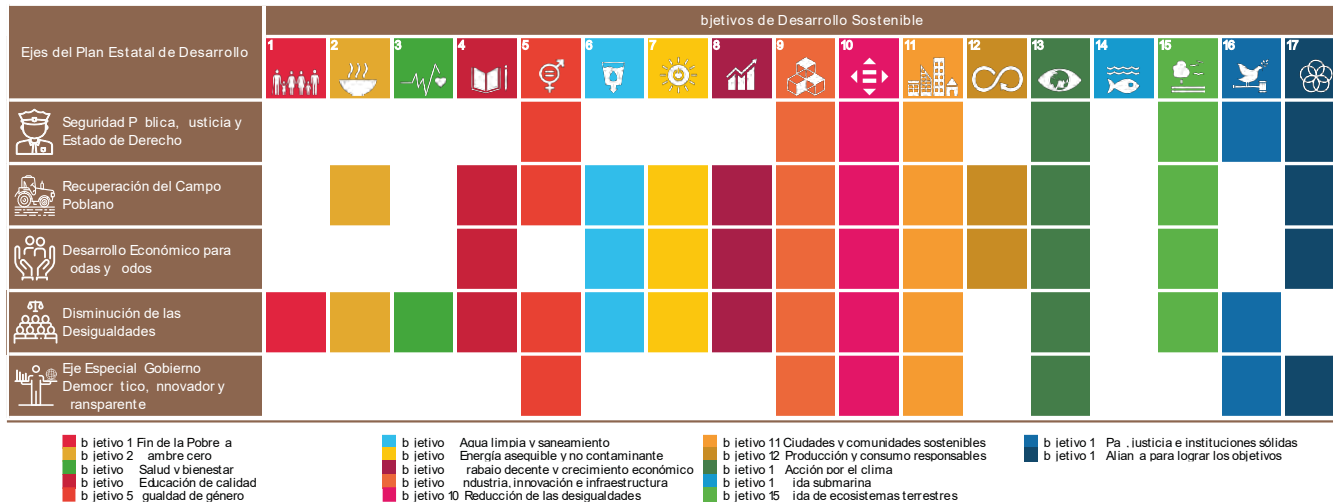 bjetivos de Desarrollo Sostenible
Ejes del Plan Estatal de Desarrollo
1 2 3 4 5 6 7 8 9 10 11 12 13 14 15 16 17
Seguridad P blica, usticia y
Estado de Derecho
Recuperación del Campo
Poblano
Desarrollo Económico para
odas y odos
Disminución de las
Desigualdades
Eje Especial Gobierno
Democr tico, nnovador y
ransparente
b jetivo 1 Fin de la Pobre a
b jetivo 2 ambre cero
b jetivo Salud y bienestar
b jetivo Educación de calidad
b jetivo 5 gualdad de género
b jetivo Agua limpia y saneamiento
b jetivo Energía asequible y no contaminante
b jetivo rabajo decente y crecimiento económico
b jetivo ndustria, innovación e infraestructura
b jetivo 10 Reducción de las desigualdades
b jetivo 11 Ciudades y comunidades sostenibles
b jetivo 12 Producción y consumo responsables
b jetivo 1 Acción por el clima
b jetivo 1 ida submarina
b jetivo 15 ida de ecosistemas terrestres
b jetivo 1 Pa , justicia e instituciones sólidas
b jetivo 1 Alian a para lograr los objetivos